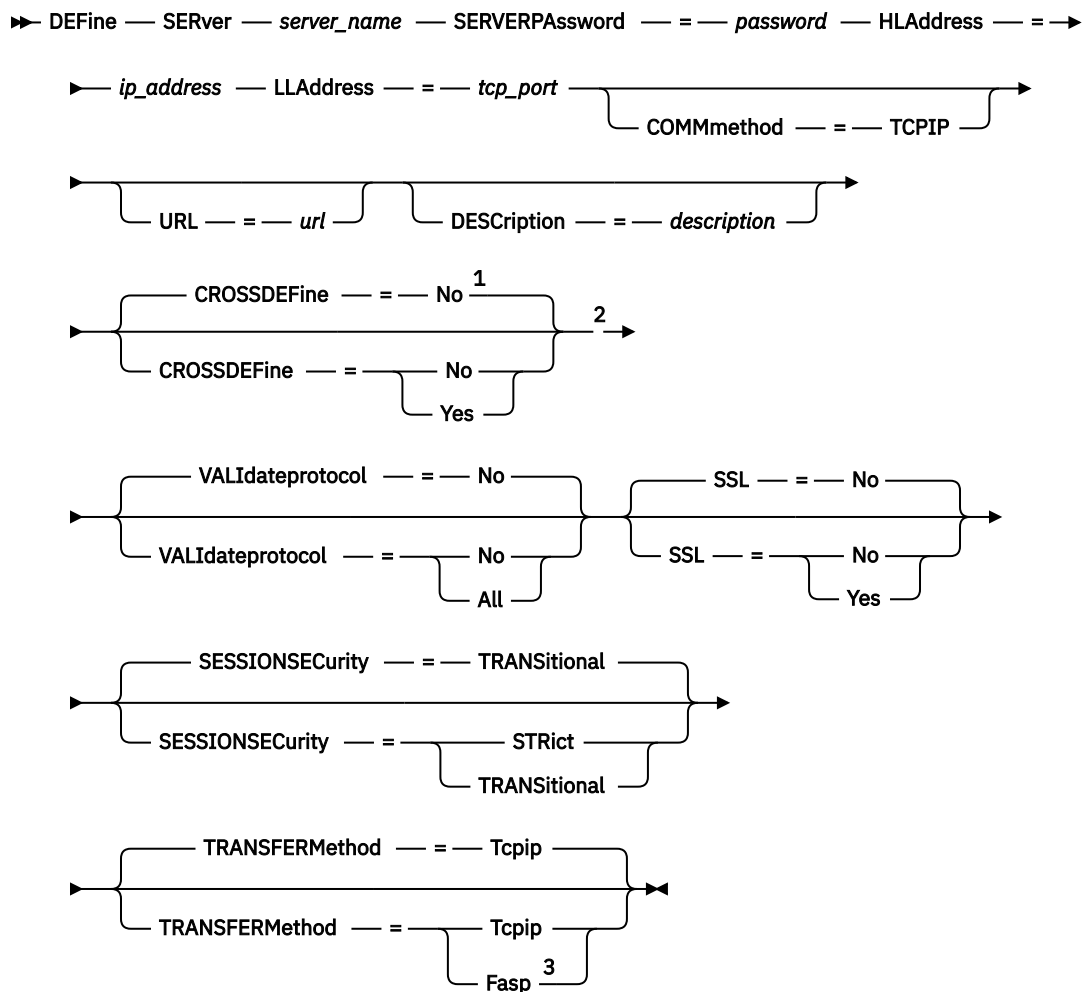 DEFine SERver server_name SERVERPAssword = password HLAddress =
ip_address LLAddress = tcp_port
COMMmethod = TCPIP
URL = url DESCription = description
CROSSDEFine = No 1
2
CROSSDEFine = No
Yes
VALIdateprotocol = No SSL = No
VALIdateprotocol = No SSL = No
All Yes
SESSIONSECurity = TRANSitional
SESSIONSECurity = STRict
TRANSitional
TRANSFERMethod = Tcpip
TRANSFERMethod = Tcpip
Fasp 3